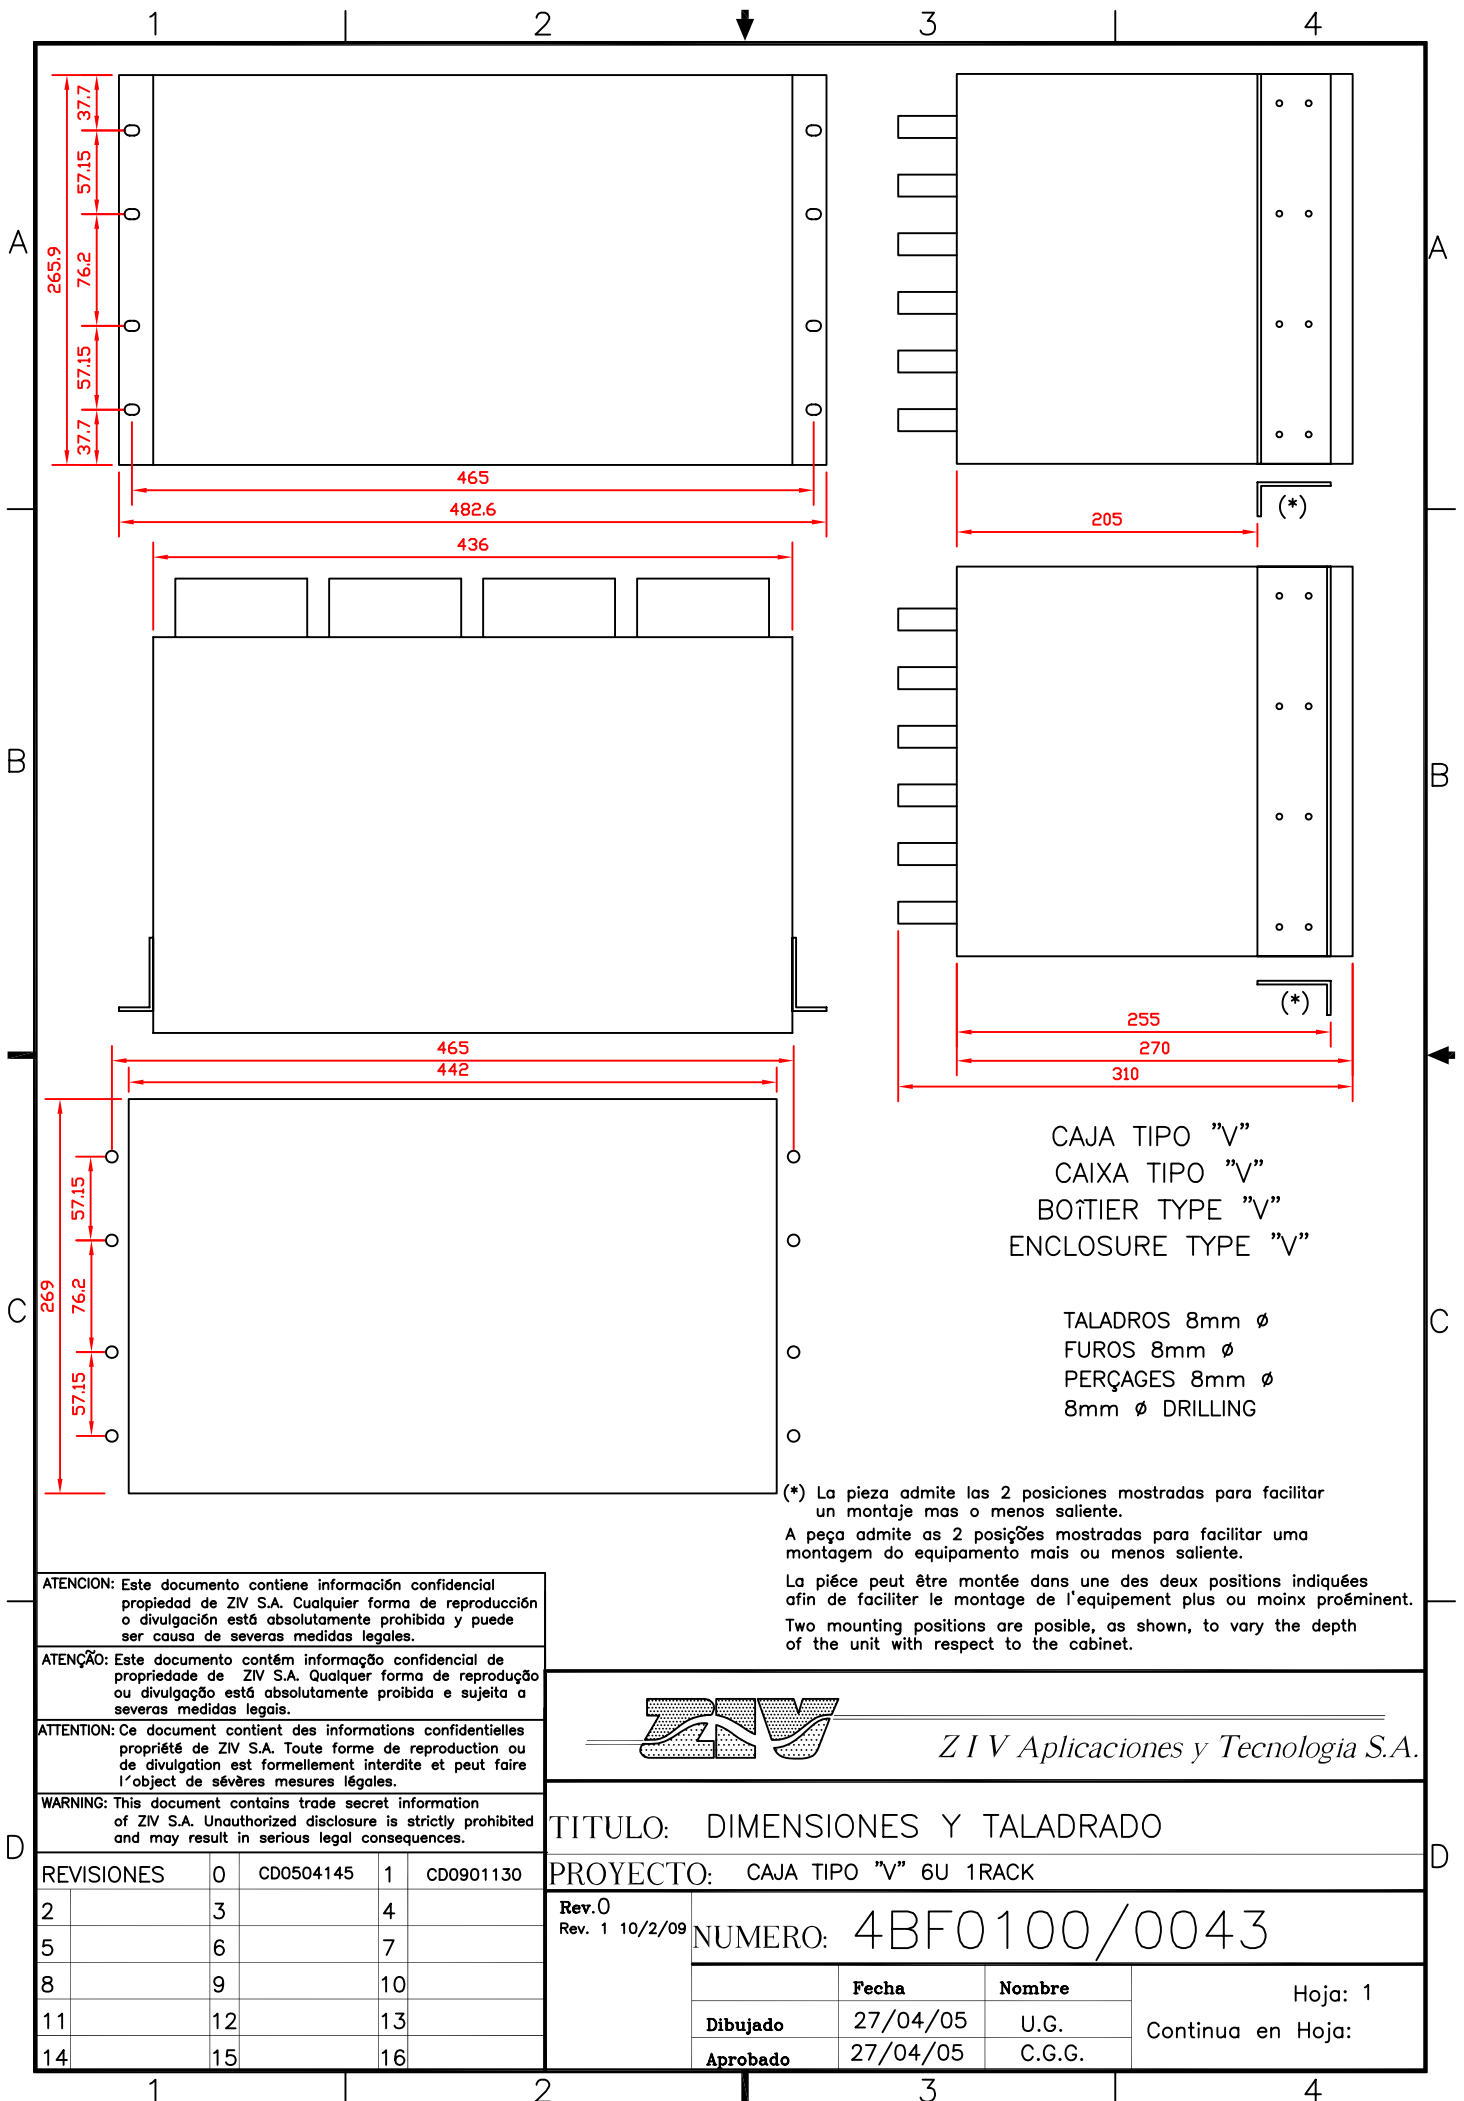 1 2 3 4
A A
B B
C C
D D
37.7
57.15
76.2
57.15
37.7
265.9
465
482.6
436
(*)
205
(*)
255
270
310
465
442
57.15
76.2
57.15
269
CAJA TIPO "V"
CAIXA TIPO "V"
BOîTIER TYPE "V"
ENCLOSURE TYPE "V"
TALADROS 8mm ø
FUROS 8mm ø
PERÇAGES 8mm ø
8mm ø DRILLING
(*) La pieza admite las 2 posiciones mostradas para facilitar
un montaje mas o menos saliente.
A peça admite as 2 posições mostradas para facilitar uma
montagem do equipamento mais ou menos saliente.
La piéce peut être montée dans une des deux positions indiquées
afin de faciliter le montage de l'equipement plus ou moinx proéminent.
Two mounting positions are posible, as shown, to vary the depth
of the unit with respect to the cabinet.
ATENCION: Este documento contiene información confidencial
propiedad de ZIV S.A. Cualquier forma de reproducción
o divulgación está absolutamente prohibida y puede
ser causa de severas medidas legales.
ATENÇÃO: Este documento contém informação confidencial de
propriedade de ZIV S.A. Qualquer forma de reprodução
ou divulgação está absolutamente proibida e sujeita a
severas medidas legais.
ATTENTION: Ce document contient des informations confidentielles
propriété de ZIV S.A. Toute forme de reproduction ou
de divulgation est formellement interdite et peut faire
l´object de sévères mesures légales.
WARNING: This document contains trade secret information
of ZIV S.A. Unauthorized disclosure is strictly prohibited
and may result in serious legal consequences.
REVISIONES 0 CD0504145 1 CD0901130
2 3 4
5 6 7
8 9 10
11 12 13
14 15 16
ZIV
Z I V Aplicaciones y Tecnologia S.A.
TITULO: DIMENSIONES Y TALADRADO
PROYECTO: CAJA TIPO "V" 6U 1RACK
Rev.0
Rev. 1 10/2/09
NUMERO: 4BF0100/0043
Fecha Nombre
Dibujado 27/04/05 U.G.
Aprobado 27/04/05 C.G.G.
Hoja: 1
Continua en Hoja:
1 2 3 4